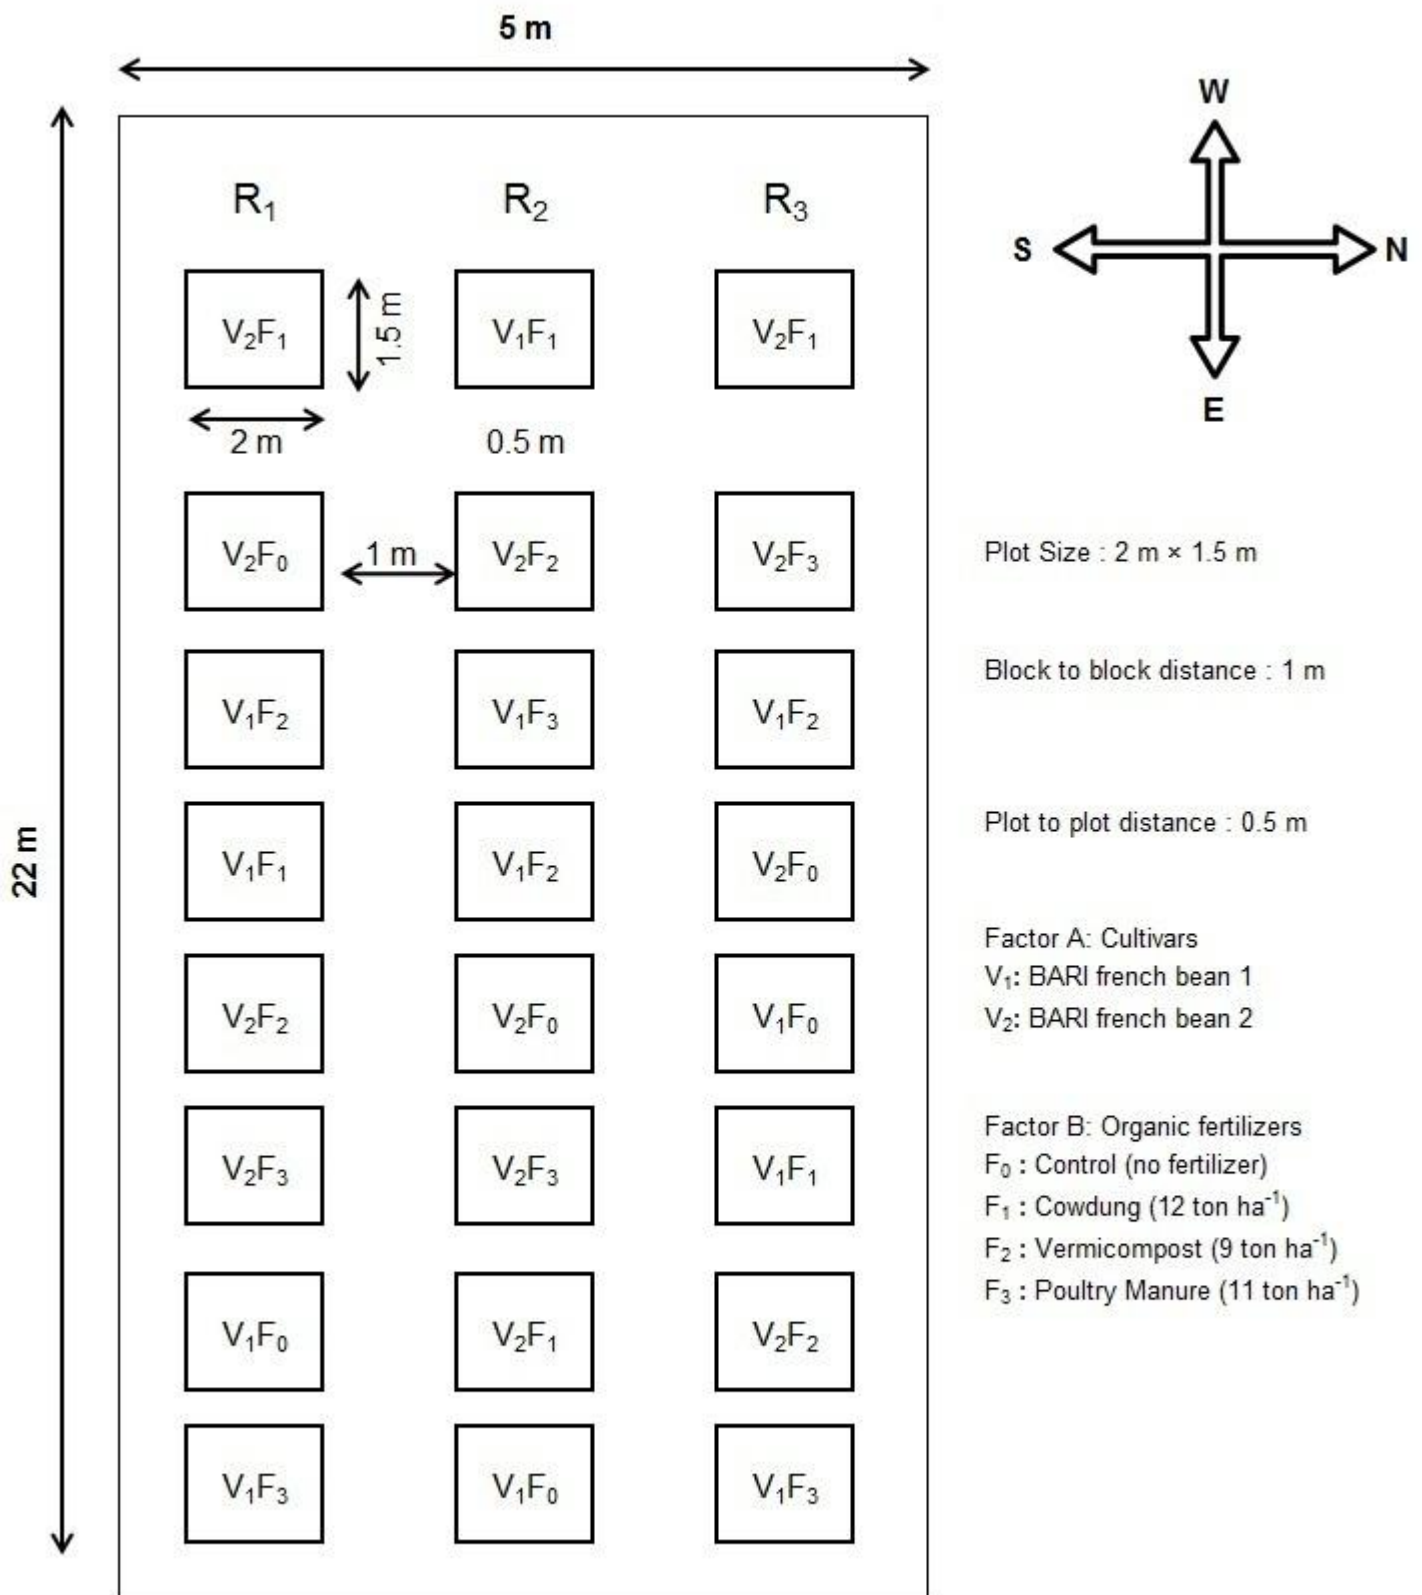 5 m
W
S
N
E
R₁ R₂ R₃
V₂F₁ 1.5 m V₁F₁ V₂F₁
2 m 0.5 m
V₂F₀ 1 m V₂F₂ V₂F₃
V₁F₂ V₁F₃ V₁F₂
22 m
V₁F₁ V₁F₂ V₂F₀
V₂F₂ V₂F₀ V₁F₀
V₂F₃ V₂F₃ V₁F₁
V₁F₀ V₂F₁ V₂F₂
V₁F₃ V₁F₀ V₁F₃
Plot Size : 2 m × 1.5 m
Block to block distance : 1 m
Plot to plot distance : 0.5 m
Factor A: Cultivars
V₁: BARI french bean 1
V₂: BARI french bean 2
Factor B: Organic fertilizers
F₀ : Control (no fertilizer)
F₁ : Cowdung (12 ton ha⁻¹)
F₂ : Vermicompost (9 ton ha⁻¹)
F₃ : Poultry Manure (11 ton ha⁻¹)